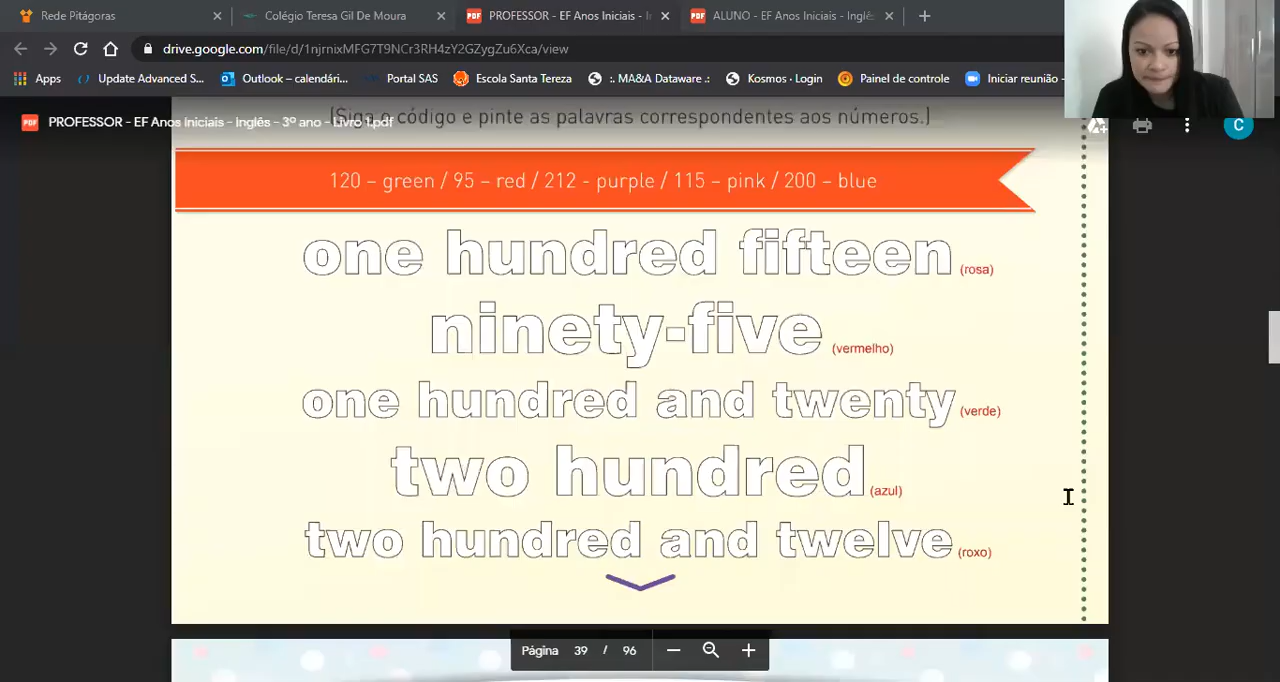 Rede Pitágoras
Colégio Teresa Gil De Moura
PROFESSOR - EF Anos Iniciais - I
ALUNO - EF Anos Iniciais - Inglê
drive.google.com/file/d/1njrnixMFG7T9NCr3RH4zY2GZygZu6Xca/view
Apps
Update Advanced S...
Outlook – calendári...
Portal SAS
Escola Santa Tereza
.: MA&A Dataware :.
Kosmos · Login
Painel de controle
Iniciar reunião –
PROFESSOR - EF Anos Iniciais - Inglês - 3º ano - Livro 1.pdf
C
o código e pinte as palavras correspondentes aos números.)
120 – green / 95 – red / 212 - purple / 115 – pink / 200 – blue
one hundred fifteen (rosa)
ninety-five (vermelho)
one hundred and twenty (verde)
two hundred (azul)
two hundred and twelve (roxo)
Página 39 / 96